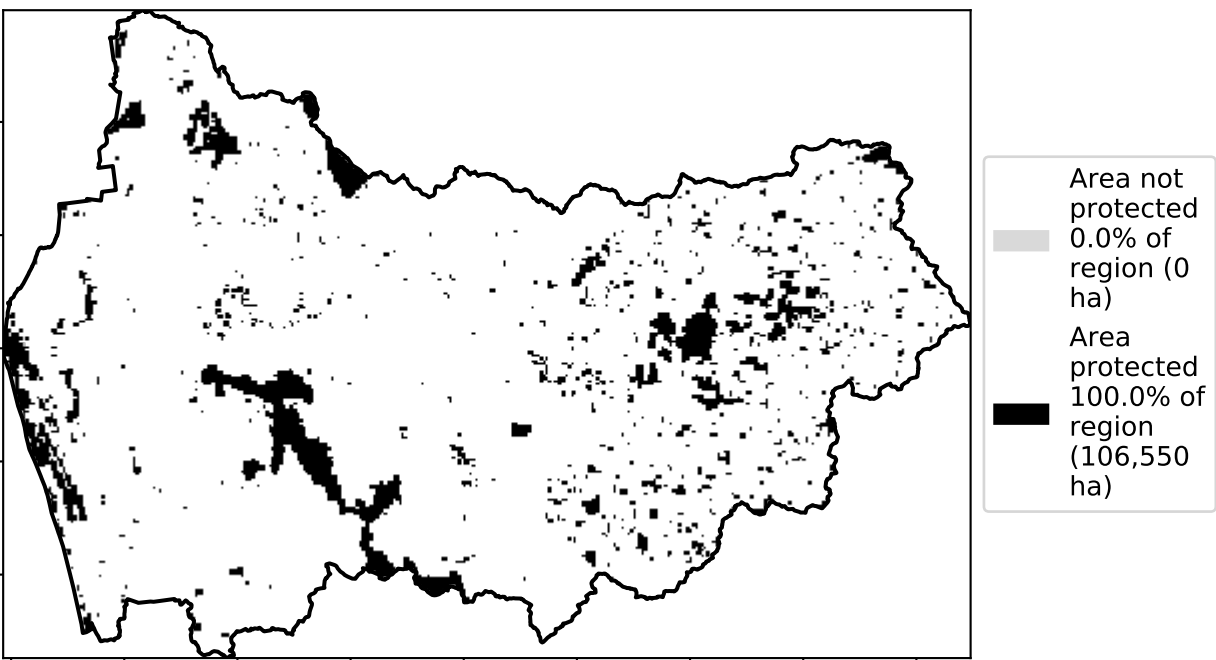 Area not
protected
0.0% of
region (0
ha)
Area
protected
100.0% of
region
(106,550
ha)